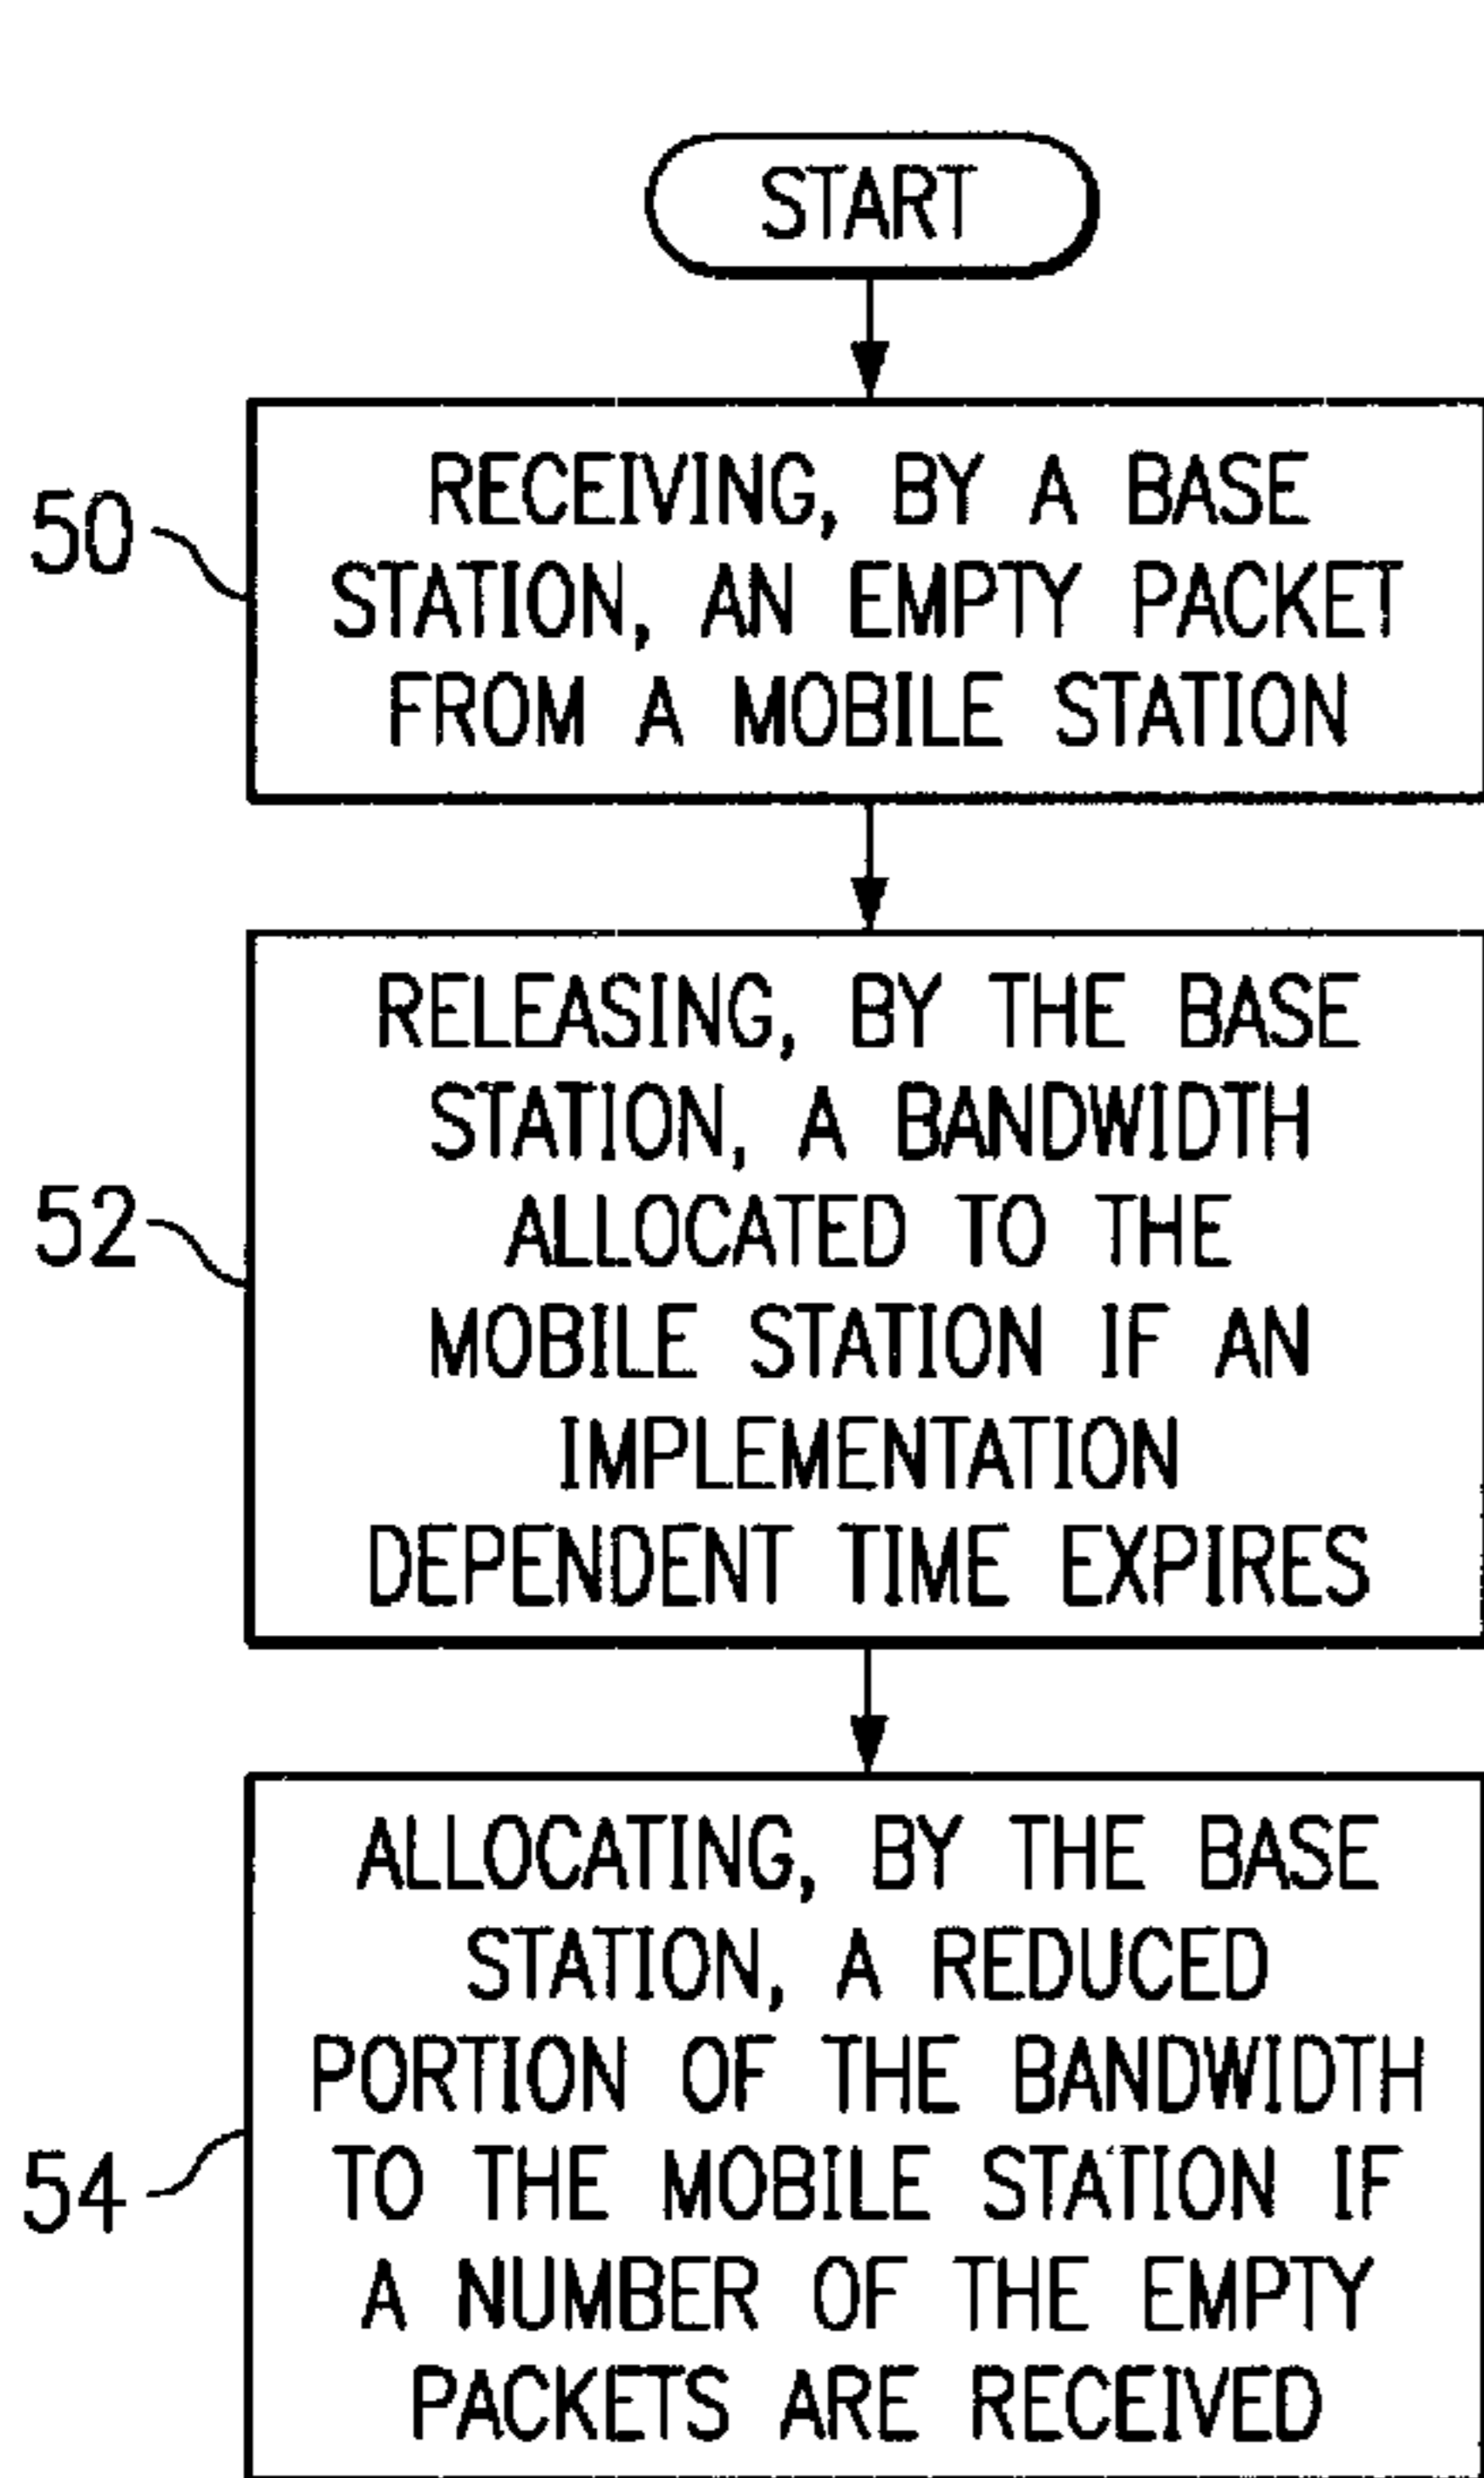 START
50
RECEIVING, BY A BASE
STATION, AN EMPTY PACKET
FROM A MOBILE STATION
52
RELEASING, BY THE BASE
STATION, A BANDWIDTH
ALLOCATED TO THE
MOBILE STATION IF AN
IMPLEMENTATION
DEPENDENT TIME EXPIRES
54
ALLOCATING, BY THE BASE
STATION, A REDUCED
PORTION OF THE BANDWIDTH
TO THE MOBILE STATION IF
A NUMBER OF THE EMPTY
PACKETS ARE RECEIVED